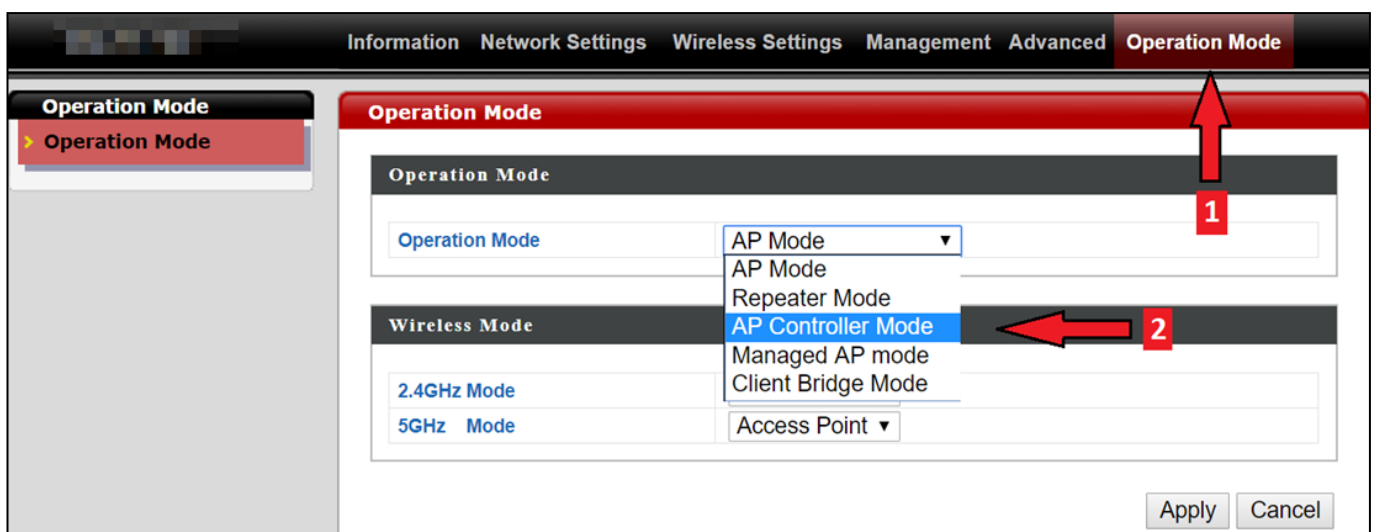 Information Network Settings Wireless Settings Management Advanced Operation Mode
Operation Mode
Operation Mode
Operation Mode
Operation Mode
1
Operation Mode AP Mode
AP Mode
Repeater Mode
AP Controller Mode
2
Managed AP mode
Client Bridge Mode
Wireless Mode
2.4GHz Mode
5GHz Mode Access Point
Apply Cancel